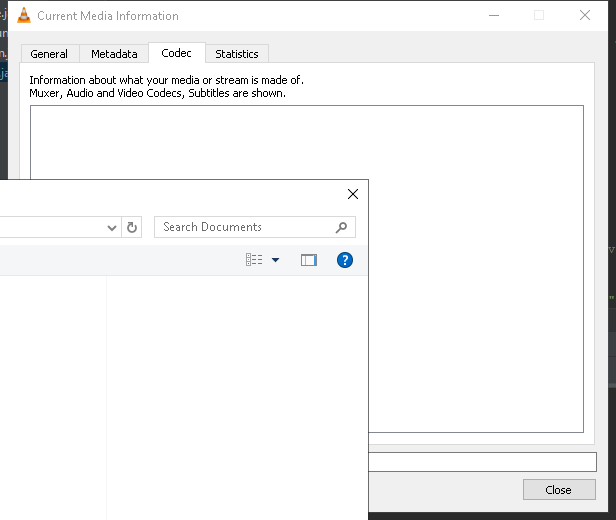 Current Media Information
General Metadata Codec Statistics
Information about what your media or stream is made of.
Muxer, Audio and Video Codecs, Subtitles are shown.
Search Documents
?
Close